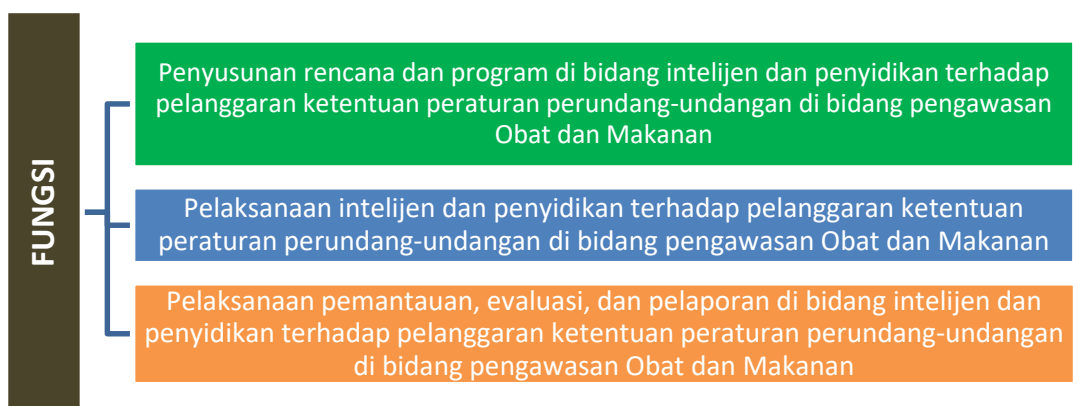 FUNGSI
Penyusunan rencana dan program di bidang intelijen dan penyidikan terhadap
pelanggaran ketentuan peraturan perundang-undangan di bidang pengawasan
Obat dan Makanan
Pelaksanaan intelijen dan penyidikan terhadap pelanggaran ketentuan
peraturan perundang-undangan di bidang pengawasan Obat dan Makanan
Pelaksanaan pemantauan, evaluasi, dan pelaporan di bidang intelijen dan
penyidikan terhadap pelanggaran ketentuan peraturan perundang-undangan
di bidang pengawasan Obat dan Makanan